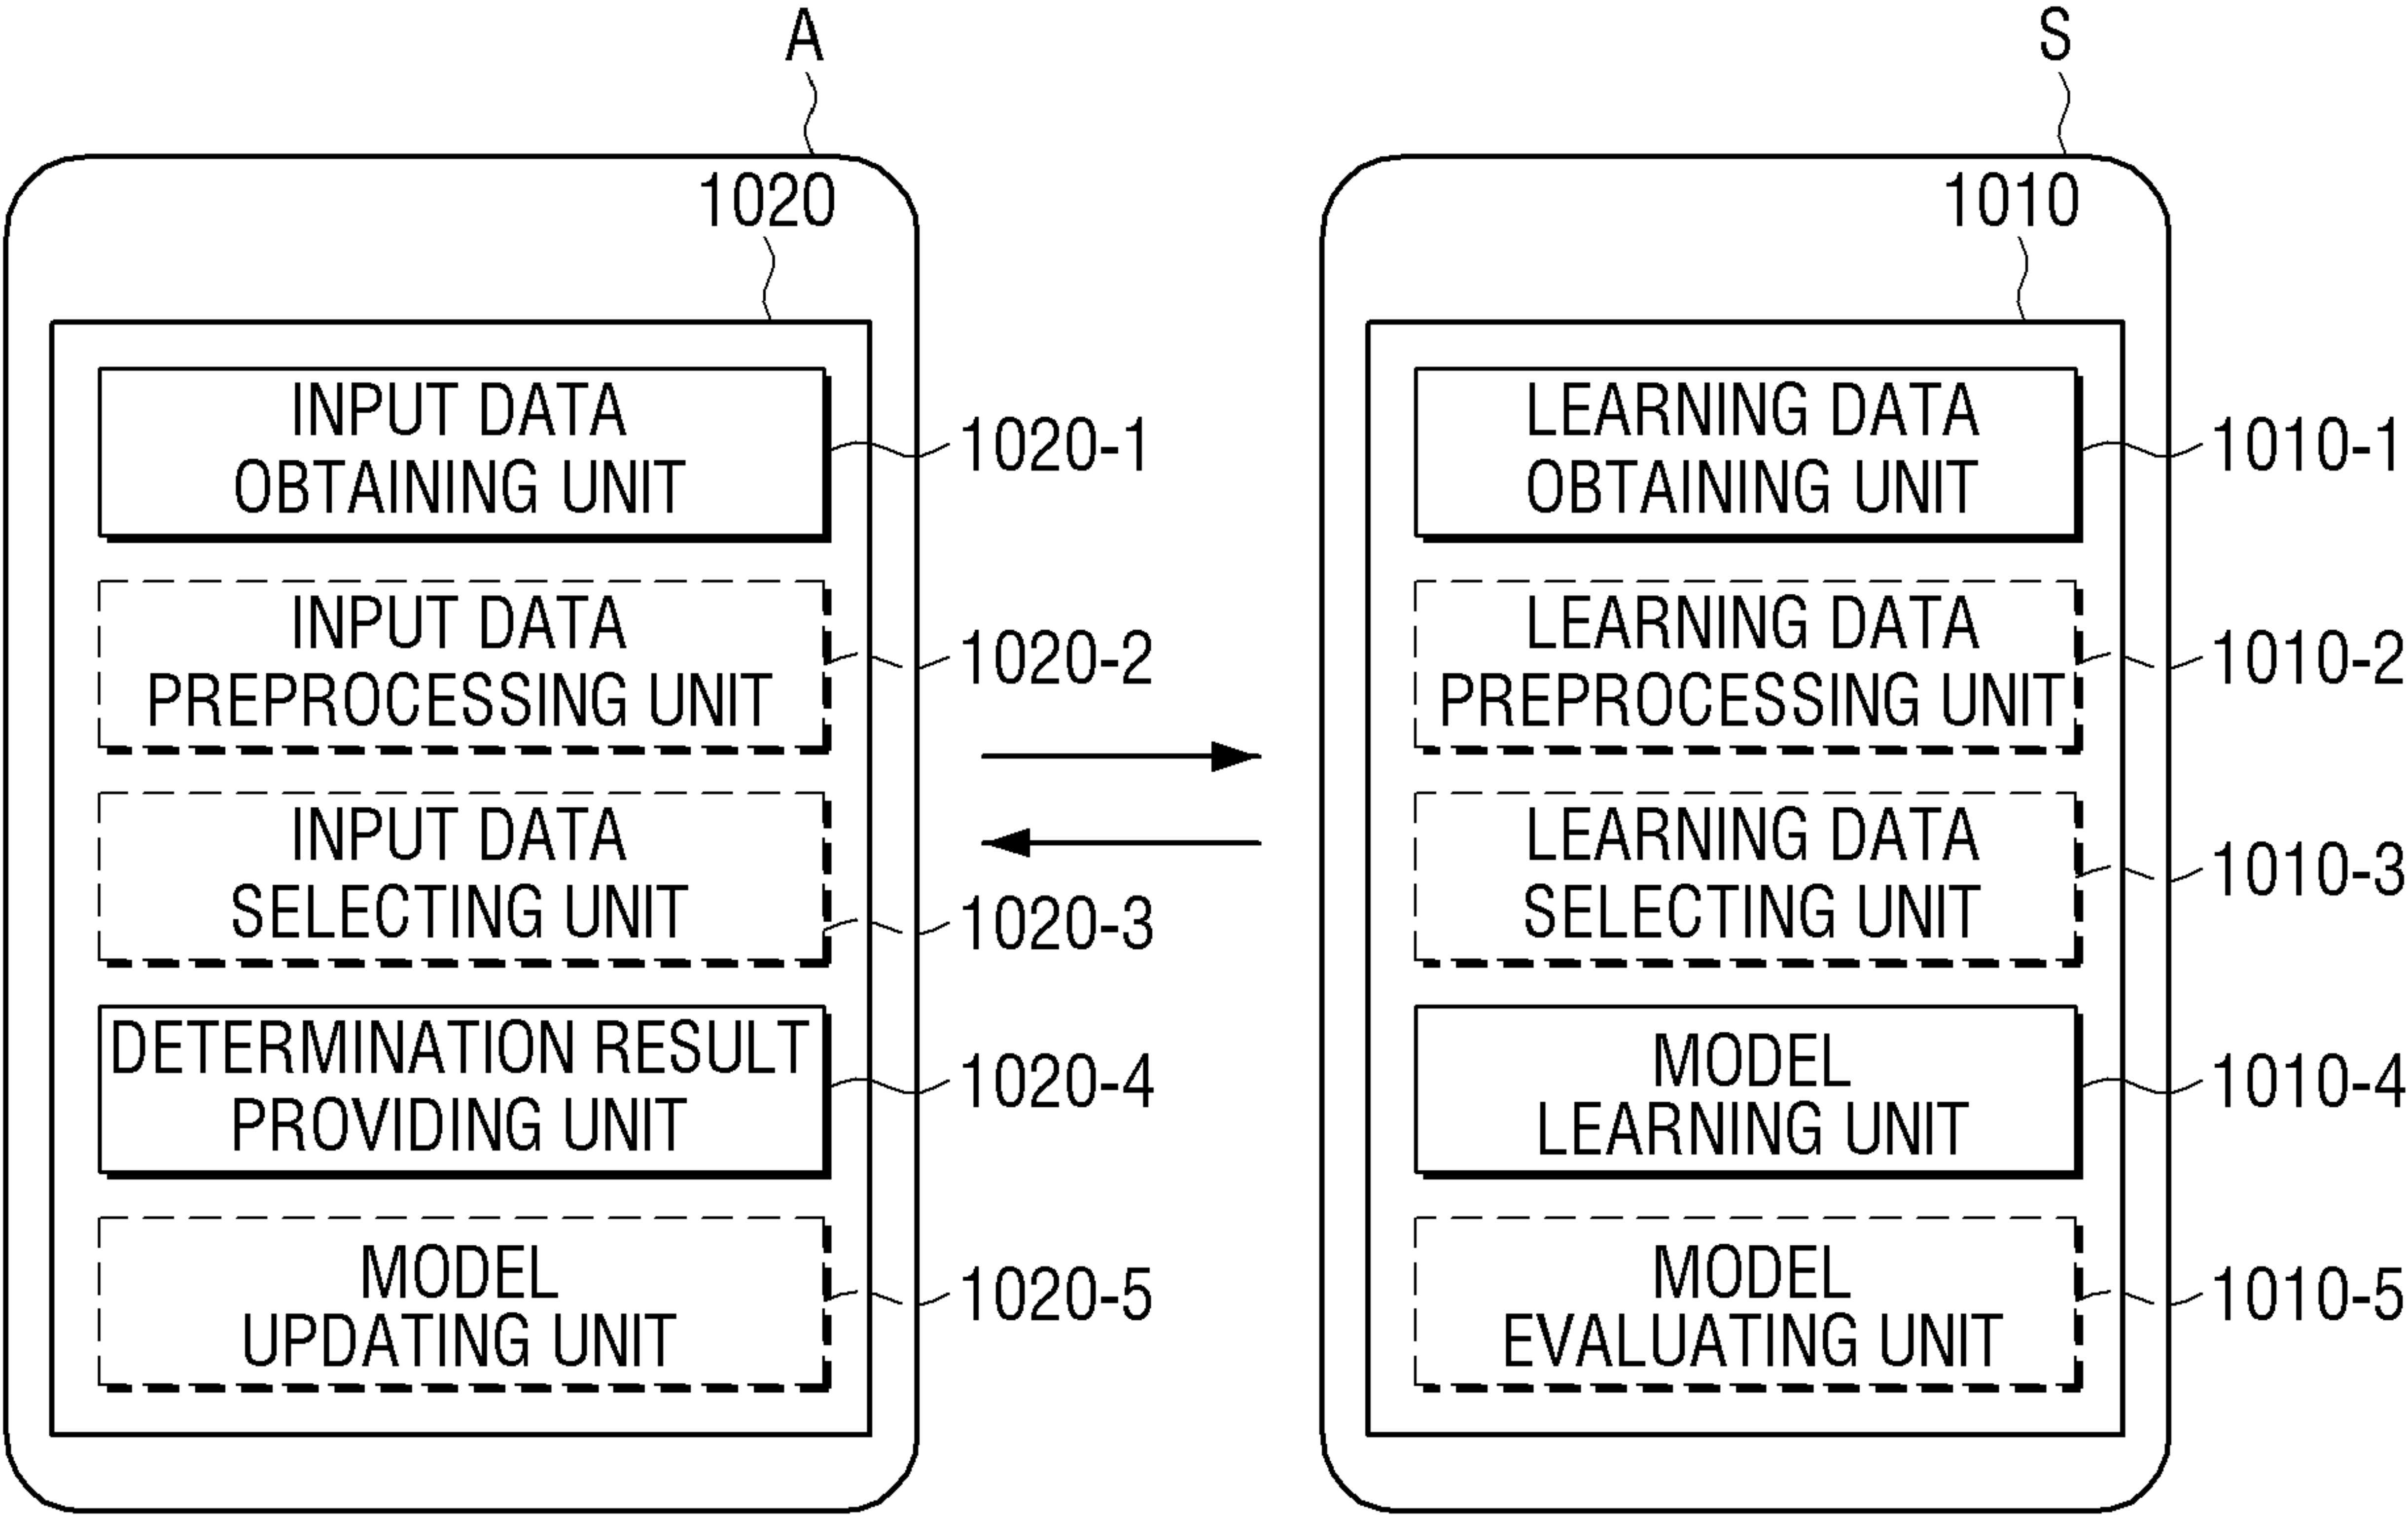 A
1020
INPUT DATA
OBTAINING UNIT
1020-1
INPUT DATA
PREPROCESSING UNIT
1020-2
INPUT DATA
SELECTING UNIT
1020-3
DETERMINATION RESULT
PROVIDING UNIT
1020-4
MODEL
UPDATING UNIT
1020-5
S
1010
LEARNING DATA
OBTAINING UNIT
1010-1
LEARNING DATA
PREPROCESSING UNIT
1010-2
LEARNING DATA
SELECTING UNIT
1010-3
MODEL
LEARNING UNIT
1010-4
MODEL
EVALUATING UNIT
1010-5